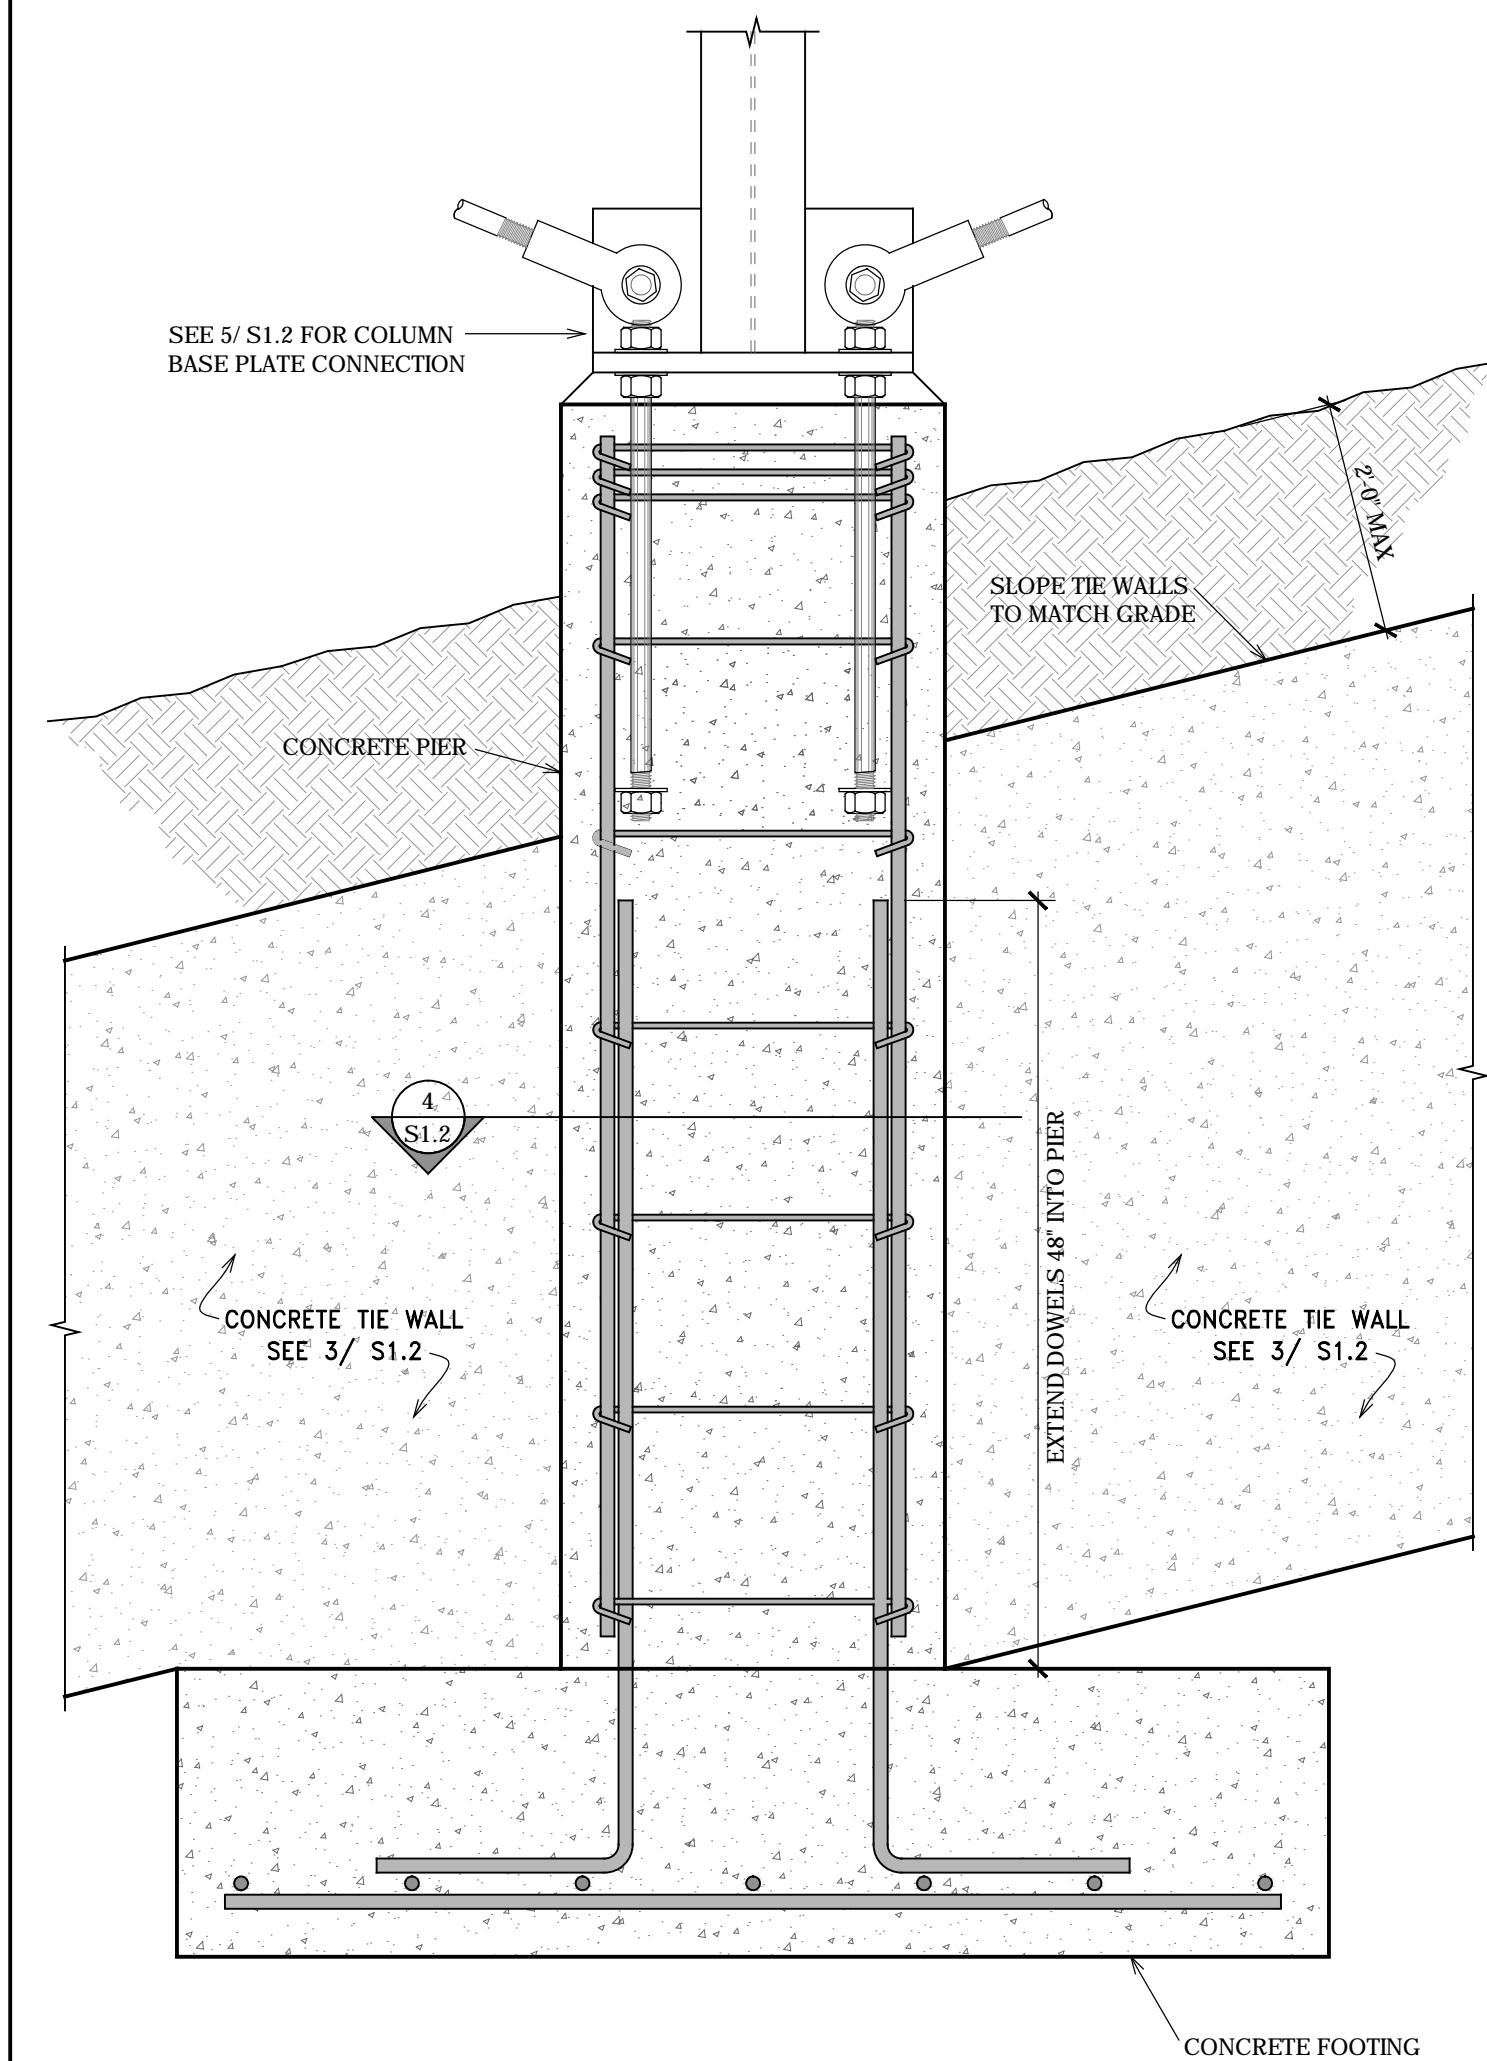 SEE 5/ S1.2 FOR COLUMN
BASE PLATE CONNECTION
2'-0" MAX
SLOPE TIE WALLS
TO MATCH GRADE
CONCRETE PIER
4
S1.2
EXTEND DOWELS 48" INTO PIER
CONCRETE TIE WALL
SEE 3/ S1.2
CONCRETE TIE WALL
SEE 3/ S1.2
CONCRETE FOOTING